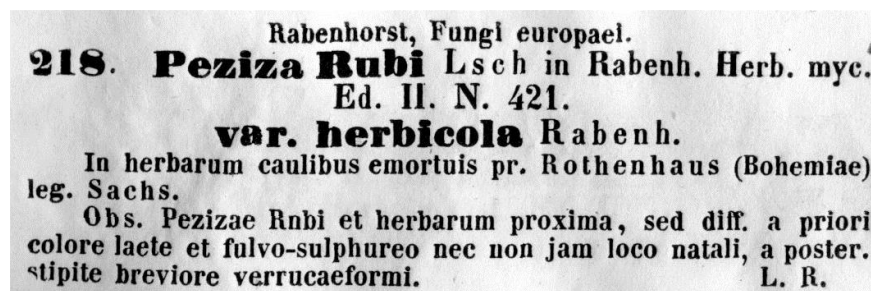 Rabenhorst, Fungi europaei.
218. Peziza Rubi Lsch in Rabenh. Herb. myc.
Ed. II. N. 421.
var. herbicola Rabenh.
In herbarum caulibus emortuis pr. Rothenhaus (Bohemiae)
leg. Sachs.
Obs. Pezizae Rnbi et herbarum proxima, sed diff. a priori
colore laete et fulvo-sulphureo nec non jam loco natali, a poster.
stipite breviore verrucaeformi. L. R.